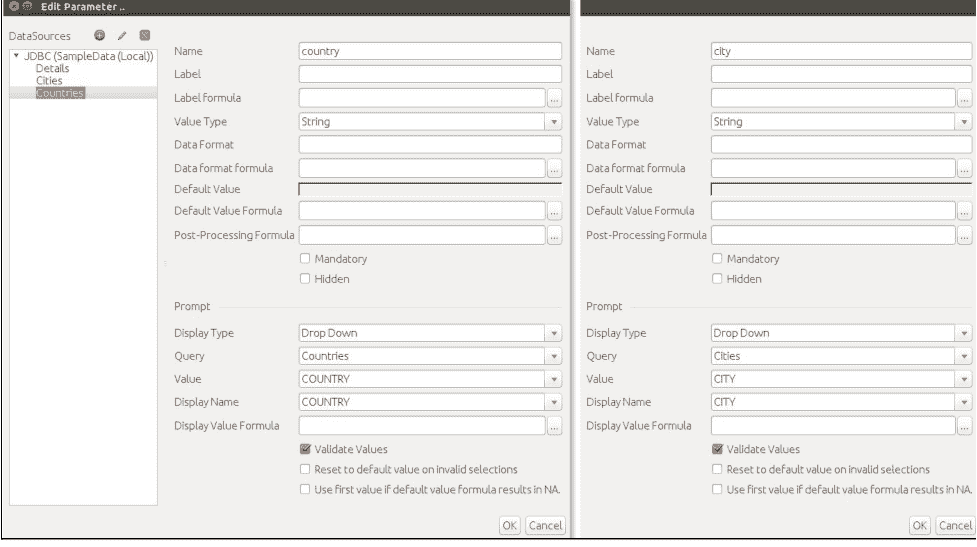 Edit Parameter ..
DataSources
JDBC (SampleData (Local))
Details
Cities
Countries
Name country
Label
Label formula ...
Value Type String
Data Format
Data format formula ...
Default Value
Default Value Formula ...
Post-Processing Formula ...
Mandatory
Hidden
Prompt
Display Type Drop Down
Query Countries
Value COUNTRY
Display Name COUNTRY
Display Value Formula ...
Validate Values
Reset to default value on invalid selections
Use first value if default value formula results in NA.
OK Cancel
Name city
Label
Label formula ...
Value Type String
Data Format
Data format formula ...
Default Value
Default Value Formula ...
Post-Processing Formula ...
Mandatory
Hidden
Prompt
Display Type Drop Down
Query Cities
Value CITY
Display Name CITY
Display Value Formula ...
Validate Values
Reset to default value on invalid selections
Use first value if default value formula results in NA.
OK Cancel